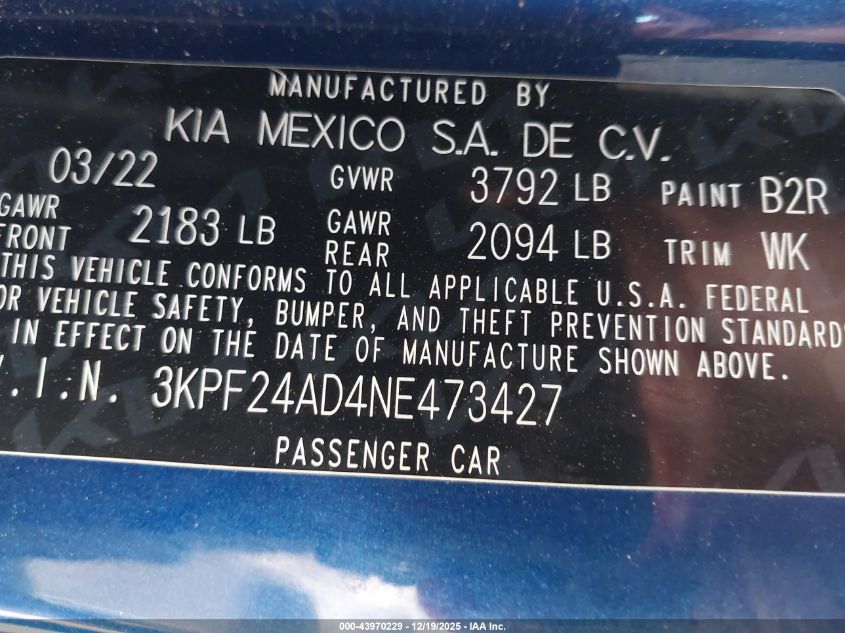 MANUFACTURED BY
KIA MEXICO S.A. DE C.V.
03/22 GVWR 3792 LB PAINT B2R
GAWR FRONT 2183 LB GAWR REAR 2094 LB TRIM WK
THIS VEHICLE CONFORMS TO ALL APPLICABLE U.S.A. FEDERAL
OR VEHICLE SAFETY, BUMPER, AND THEFT PREVENTION STANDARDS
IN EFFECT ON THE DATE OF MANUFACTURE SHOWN ABOVE.
V.I.N. 3KPF24AD4NE473427
PASSENGER CAR
000-43970229 - 12/19/2025 - IAA Inc.